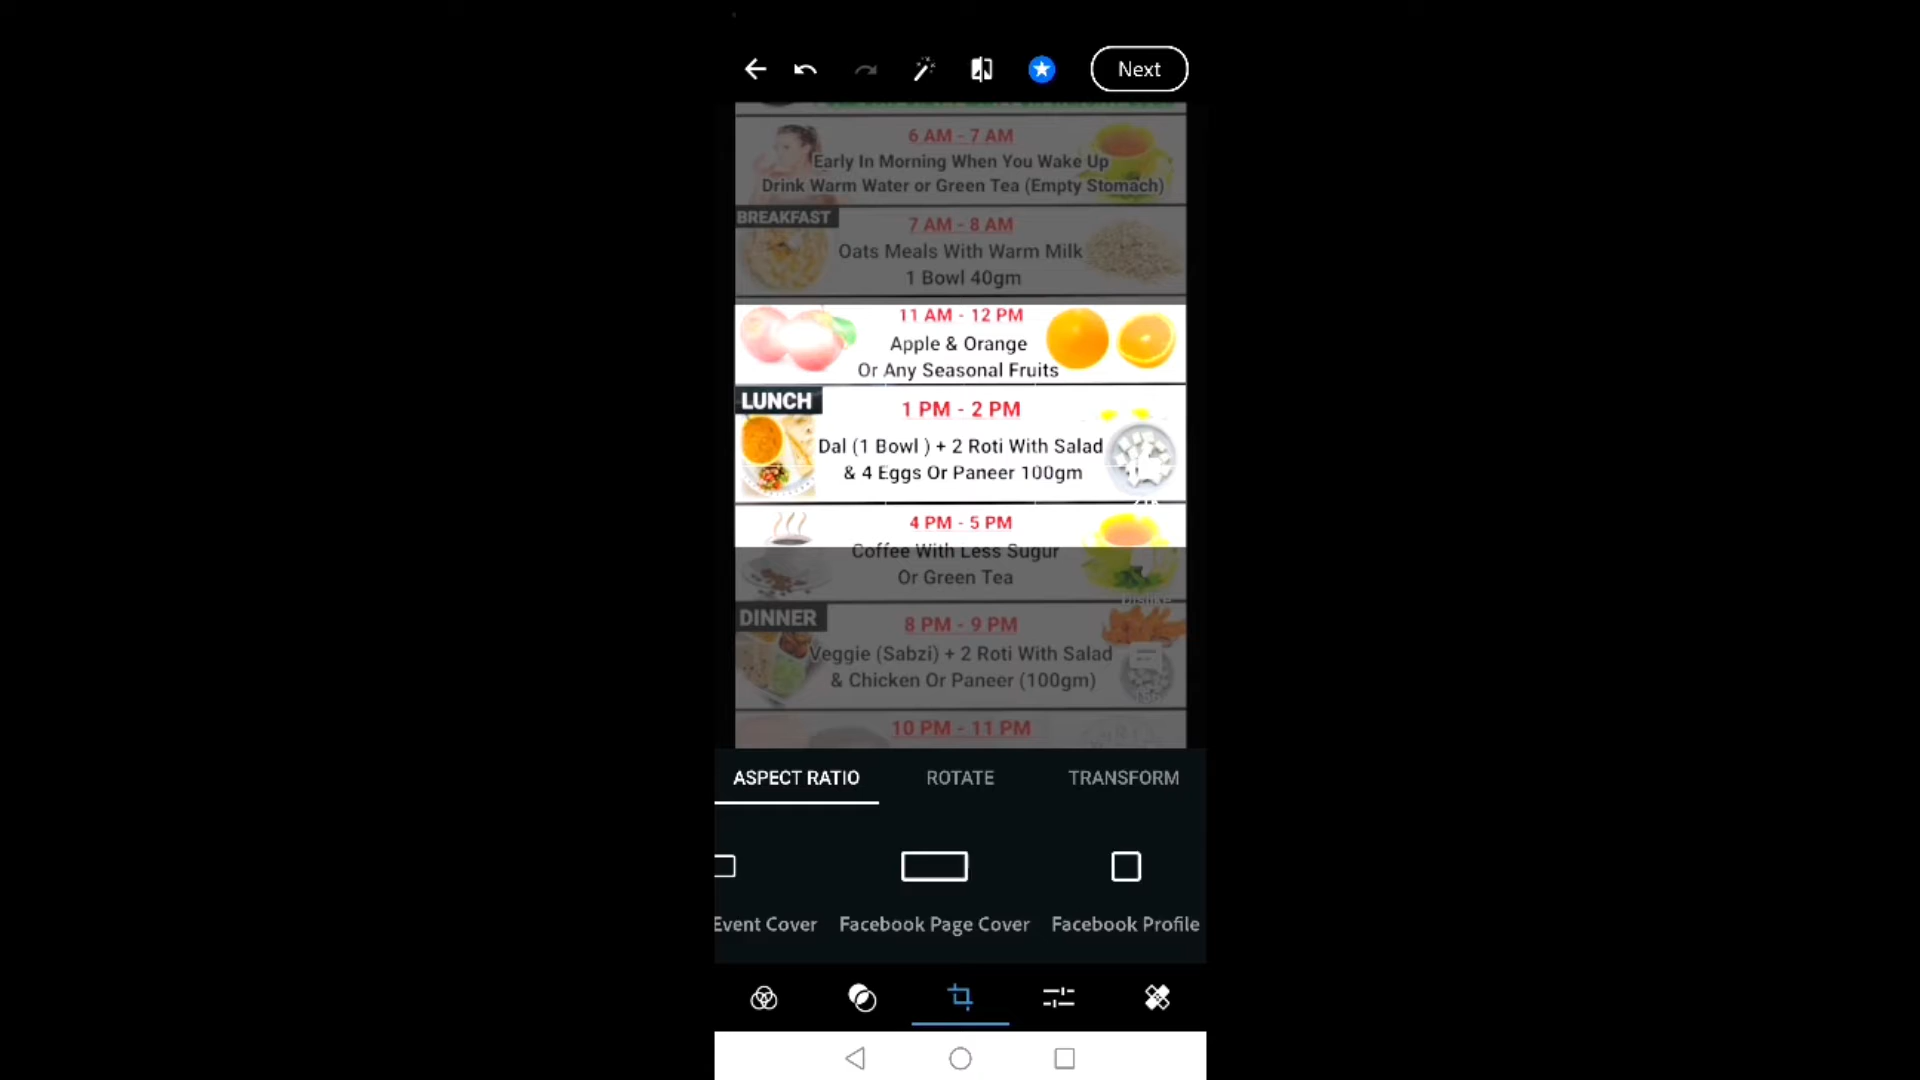 Next
6 AM - 7 AM
Early In Morning When You Wake Up
Drink Warm Water or Green Tea (Empty Stomach)
BREAKFAST
7 AM - 8 AM
Oats Meals With Warm Milk
1 Bowl 40gm
11 AM - 12 PM
Apple & Orange
Or Any Seasonal Fruits
LUNCH
1 PM - 2 PM
Dal (1 Bowl ) + 2 Roti With Salad
& 4 Eggs Or Paneer 100gm
4 PM - 5 PM
Coffee With Less Sugur
Or Green Tea
Dislike
DINNER
8 PM - 9 PM
Veggie (Sabzi) + 2 Roti With Salad
& Chicken Or Paneer (100gm)
10 PM - 11 PM
ASPECT RATIO ROTATE TRANSFORM
Event Cover Facebook Page Cover Facebook Profile